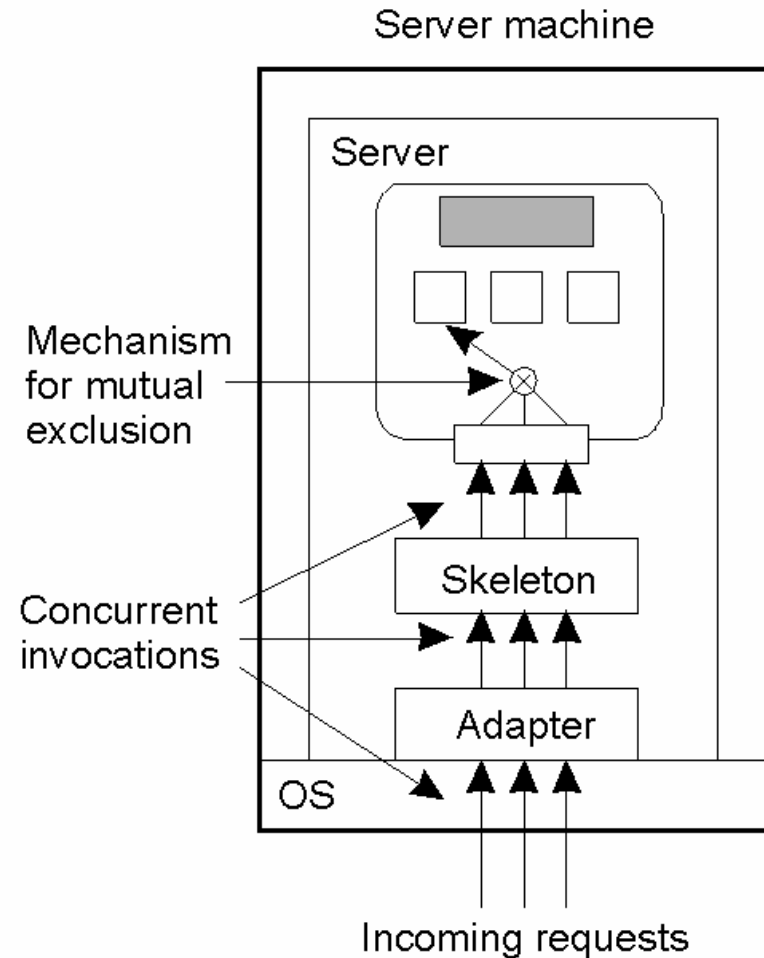 Server machine
Server
Mechanism
for mutual
exclusion
Skeleton
Concurrent
invocations
Adapter
OS
Incoming requests